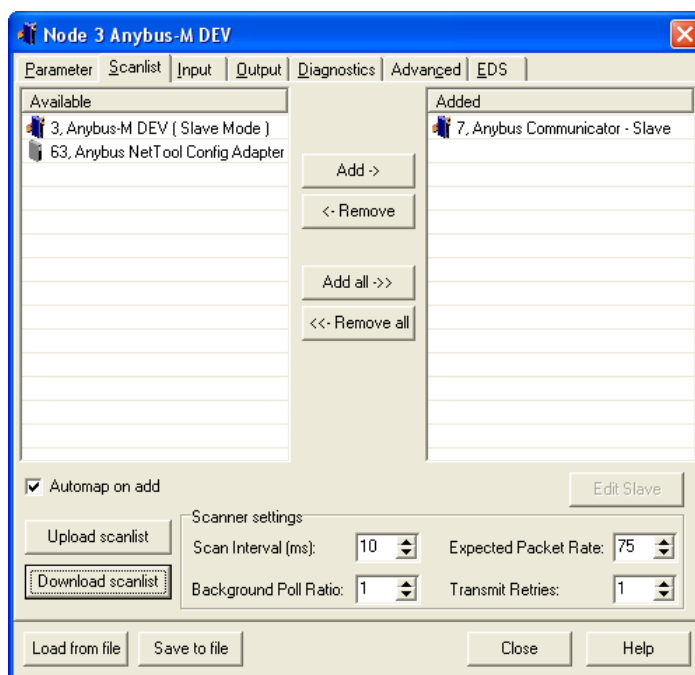 Node 3 Anybus-M DEV
Parameter Scanlist Input Output Diagnostics Advanced EDS
Available
3, Anybus-M DEV ( Slave Mode )
63, Anybus NetTool Config Adapter
Add ->
<- Remove
Add all ->>
<<- Remove all
Added
7, Anybus Communicator - Slave
Automap on add
Edit Slave
Upload scanlist
Download scanlist
Scanner settings
Scan Interval (ms): 10 Expected Packet Rate: 75
Background Poll Ratio: 1 Transmit Retries: 1
Load from file Save to file Close Help